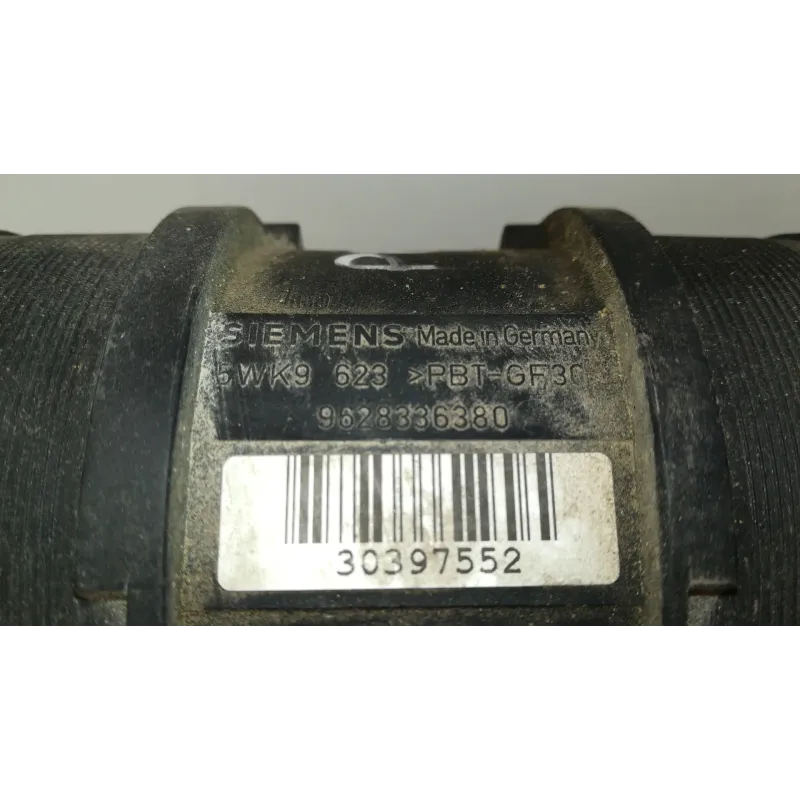 SIEMENS Made in Germany
5WK9 623 >PBT-GF30
9628336380
30397552